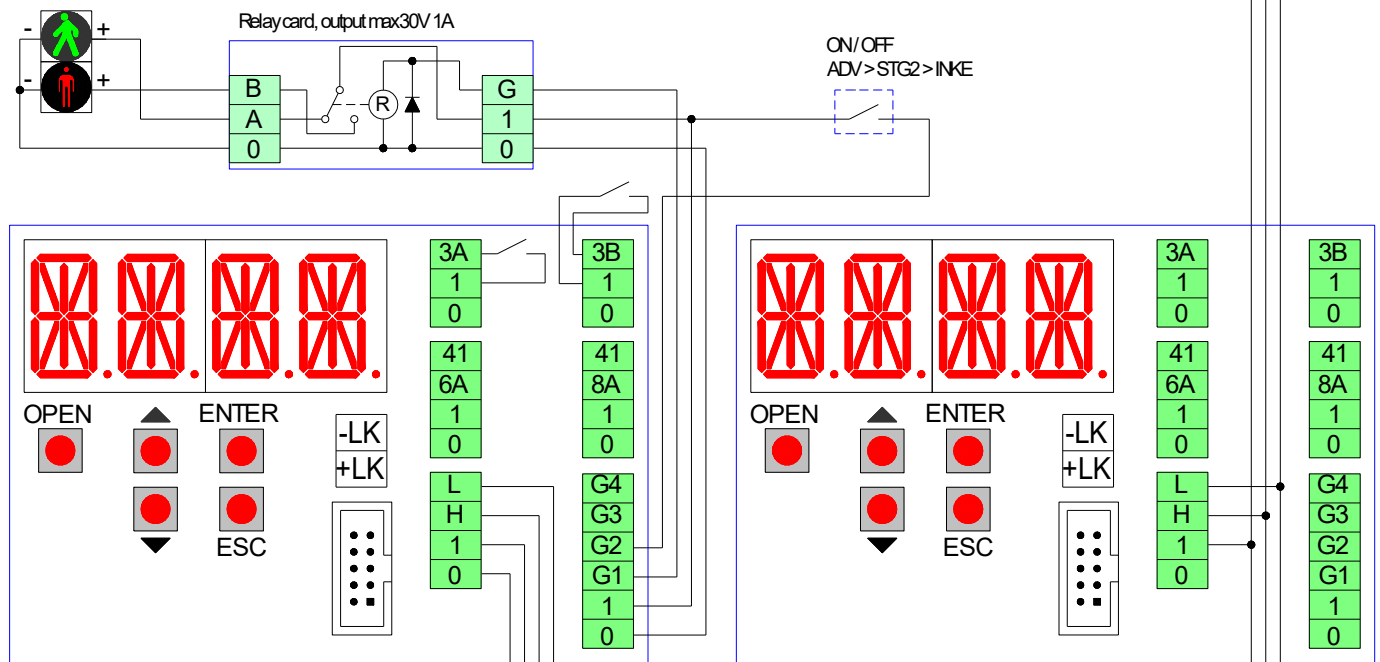 Relay card, output max 30V 1A
- +
- +
ON / OFF
ADV > STG2 > INKE
B
A
0
R
G
1
0
3A
1
0
3B
1
0
41
6A
1
0
41
8A
1
0
OPEN
ENTER
ESC
-LK
+LK
L
H
1
0
G4
G3
G2
G1
1
0
3A
1
0
3B
1
0
41
6A
1
0
41
8A
1
0
OPEN
ENTER
ESC
-LK
+LK
L
H
1
0
G4
G3
G2
G1
1
0